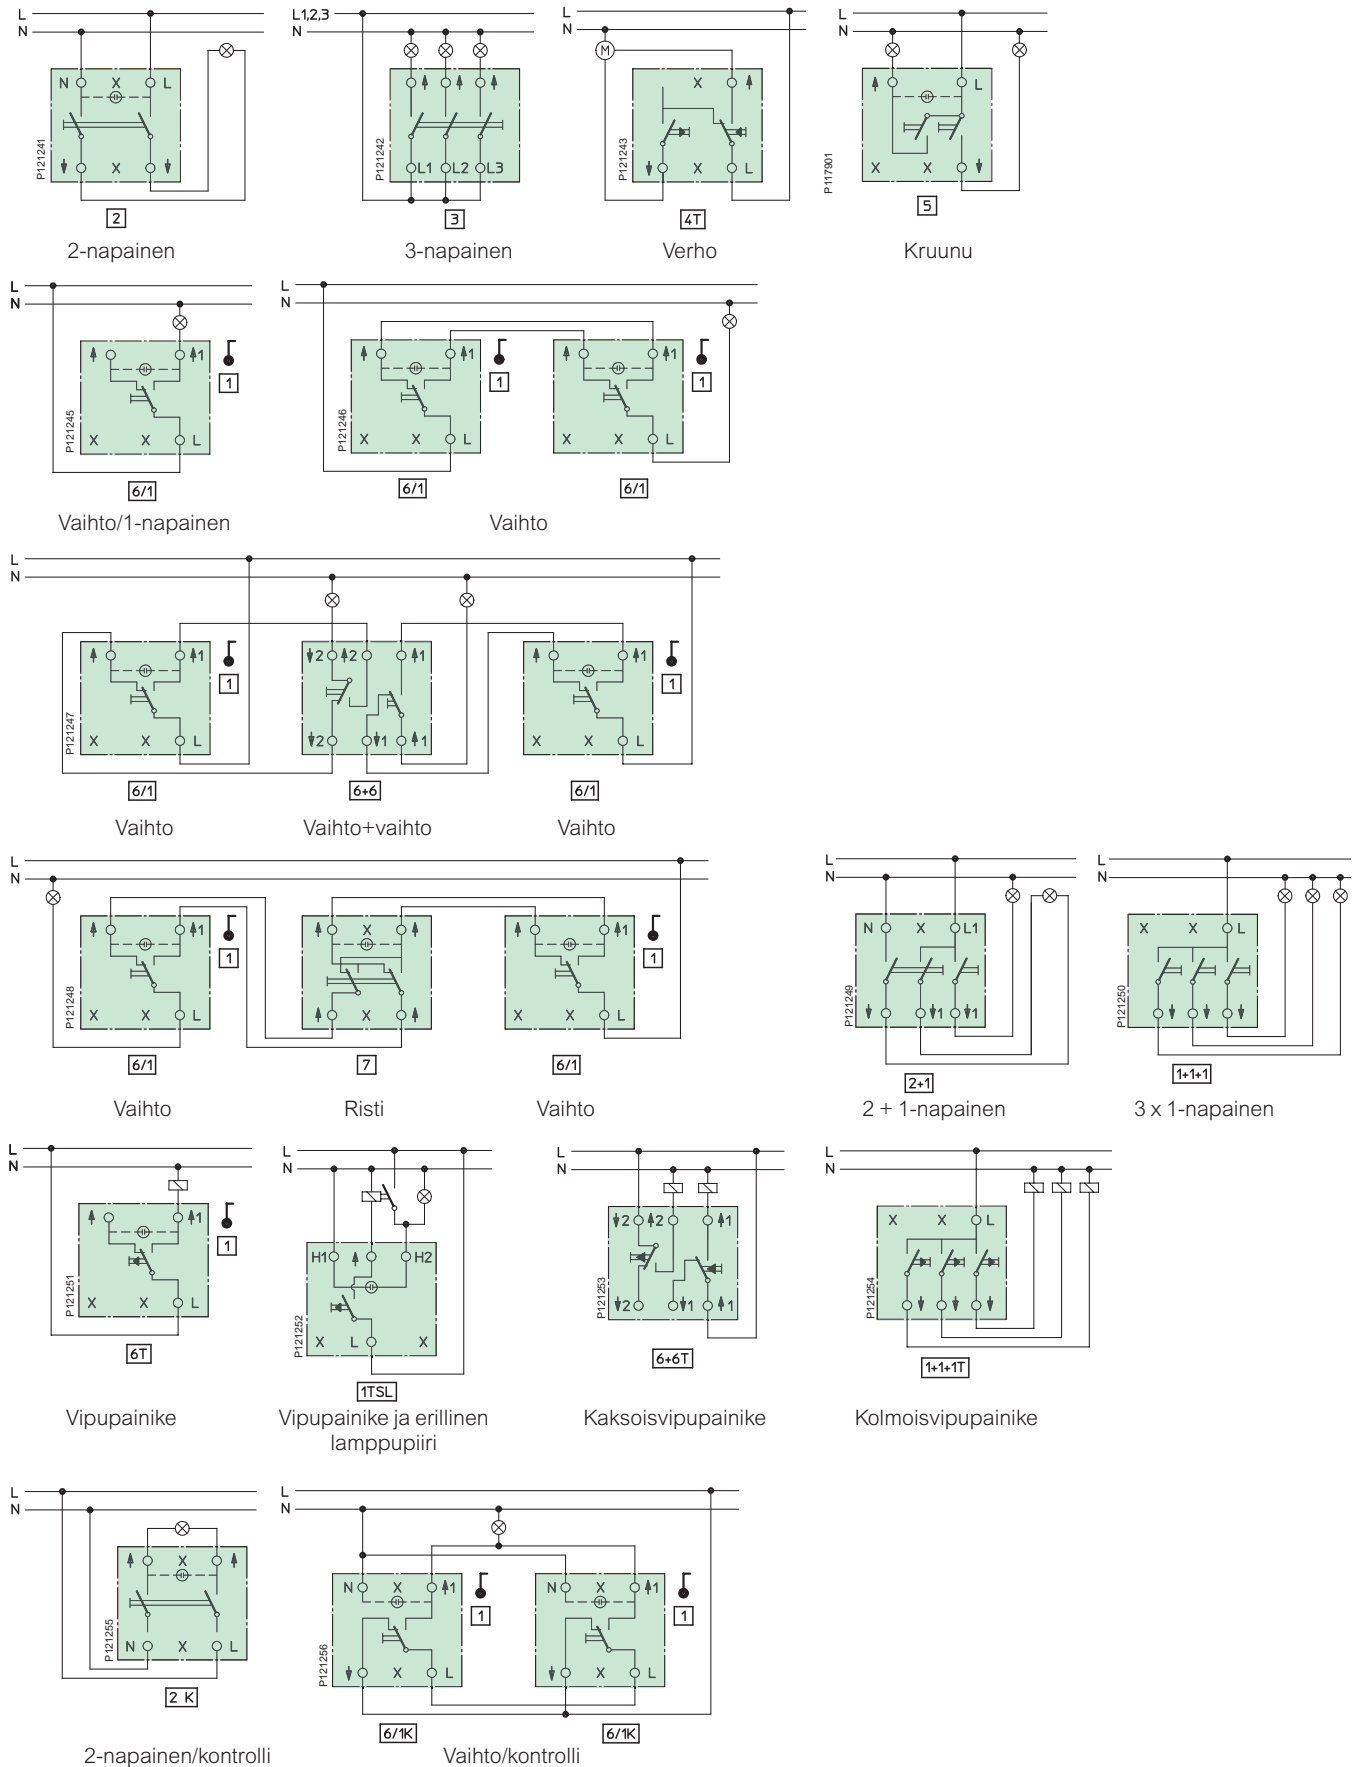 L
N
N X L
X
P121241
2
2-napainen
L1,2,3
N
L1 L2 L3
P121242
3
3-napainen
L
N
M
X
X L
P121243
4T
Verho
L
N
X X
P117901
5
Kruunu
L
N
1
X X L
P121245
1
6/1
Vaihto/1-napainen
L
N
1
X X L
P121246
1
6/1
1
X X L
1
6/1
Vaihto
L
N
1
X X L
P121247
1
6/1
Vaihto
2 2 1
2 1 1
6+6
Vaihto+vaihto
1
X X L
1
6/1
Vaihto
L
N
1
X X L
P121248
1
6/1
Vaihto
X
X
7
Risti
1
X X L
1
6/1
Vaihto
L
N
N X L1
1 1
P121249
2+1
2 + 1-napainen
L
N
X X L
P121250
1+1+1
3 x 1-napainen
L
N
1
X X L
P121251
1
6T
Vipupainike
L
N
H1 H2
X L X
P121252
1TSL
Vipupainike ja erillinen
lamppupiiri
L
N
2 2 1
2 1 1
P121253
6+6T
Kaksoisvipupainike
L
N
X X L
P121254
1+1+1T
Kolmoisvipupainike
L
N
X
N X L
P121255
2 K
2-napainen/kontrolli
L
N
N X 1
X L
P121256
1
6/1K
N X 1
X L
1
6/1K
Vaihto/kontrolli